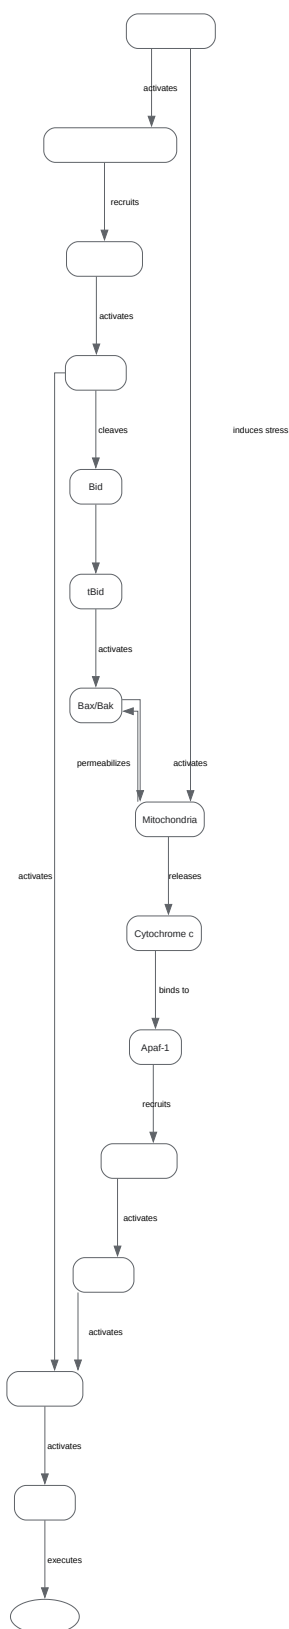 activates
recruits
activates
cleaves
induces stress
Bid
tBid
activates
Bax/Bak
permeabilizes
activates
Mitochondria
activates
releases
Cytochrome c
binds to
Apaf-1
recruits
activates
activates
activates
executes